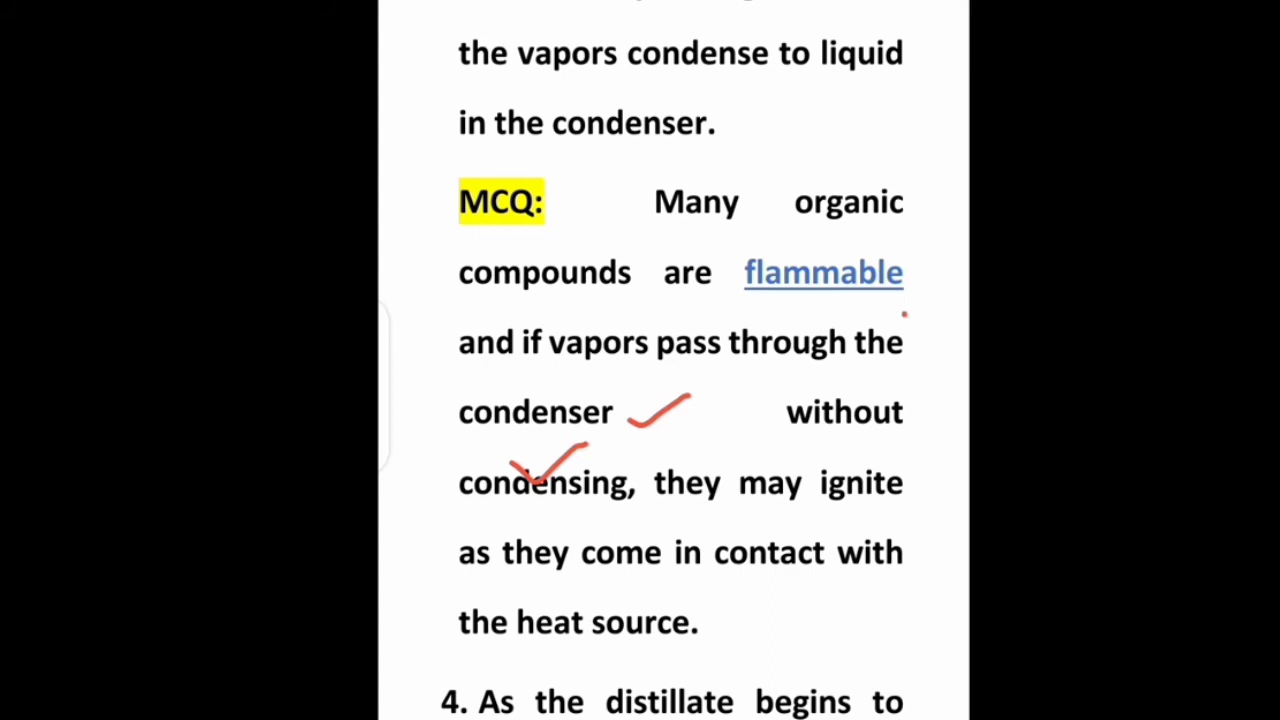 the vapors condense to liquid
in the condenser.
MCQ: Many organic
compounds are flammable
and if vapors pass through the
condenser without
condensing, they may ignite
as they come in contact with
the heat source.
4. As the distillate begins to